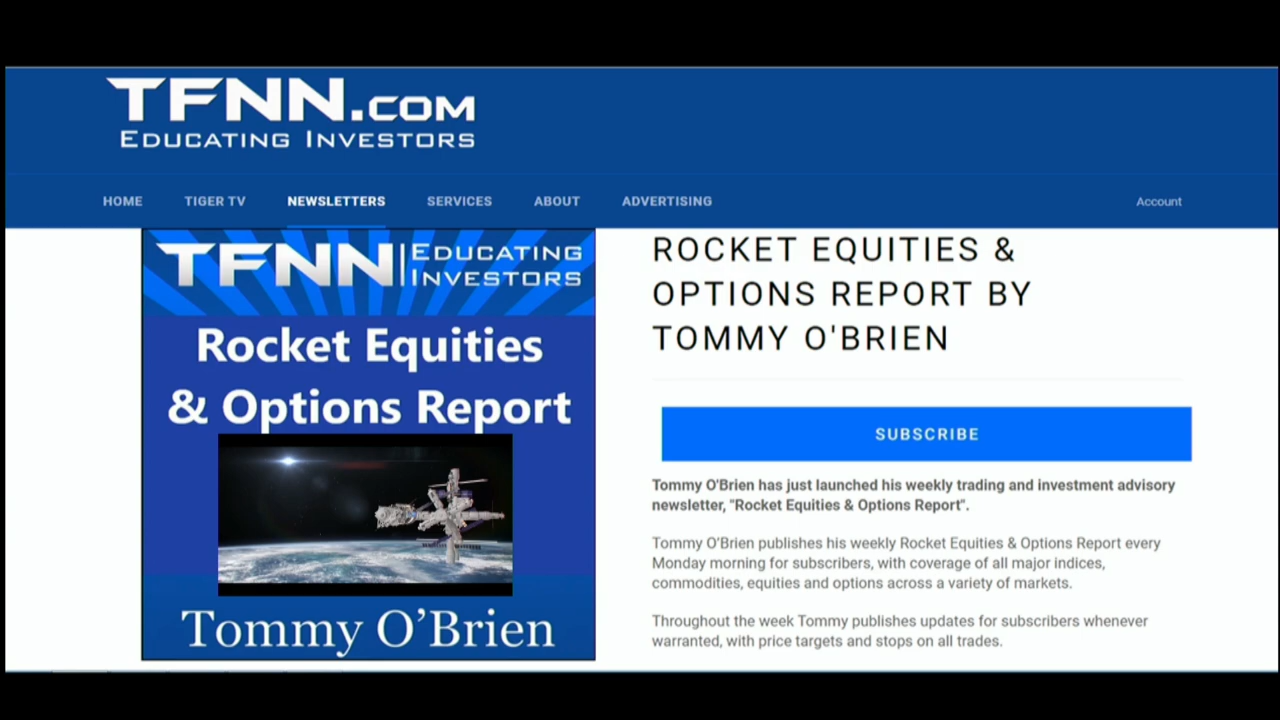 TFNN.COM
EDUCATING INVESTORS
HOME TIGER TV NEWSLETTERS SERVICES ABOUT ADVERTISING Account
TFNN|EDUCATING
INVESTORS
Rocket Equities
& Options Report
Tommy O’Brien
ROCKET EQUITIES &
OPTIONS REPORT BY
TOMMY O'BRIEN
SUBSCRIBE
Tommy O'Brien has just launched his weekly trading and investment advisory
newsletter, "Rocket Equities & Options Report".
Tommy O'Brien publishes his weekly Rocket Equities & Options Report every
Monday morning for subscribers, with coverage of all major indices,
commodities, equities and options across a variety of markets.
Throughout the week Tommy publishes updates for subscribers whenever
warranted, with price targets and stops on all trades.